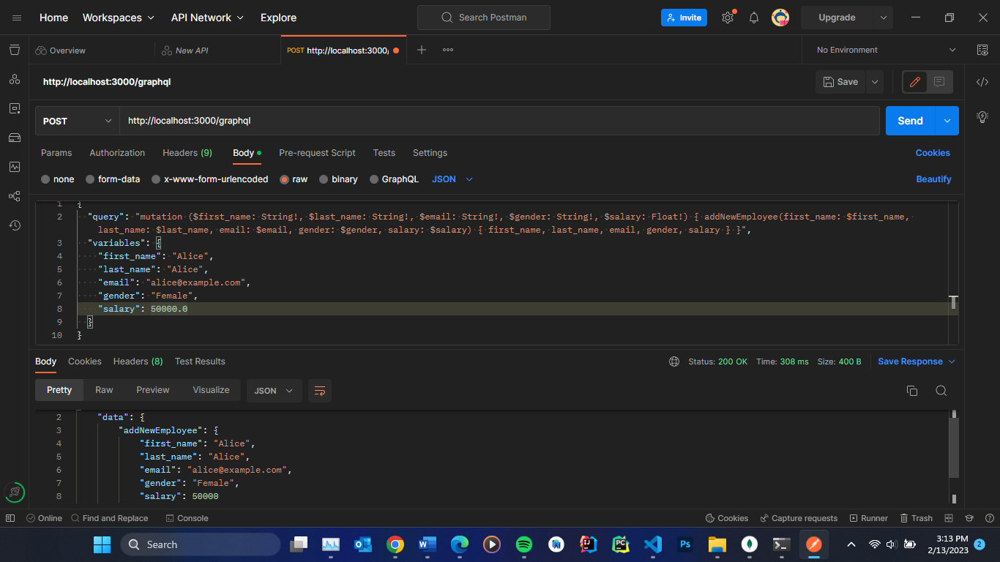 Home Workspaces API Network Explore Search Postman Invite Upgrade
Overview New API POST http://localhost:3000/ No Environment
http://localhost:3000/graphql Save
POST http://localhost:3000/graphql Send
Params Authorization Headers (9) Body Pre-request Script Tests Settings Cookies
none form-data x-www-form-urlencoded raw binary GraphQL JSON Beautify
1 {
2 "query": "mutation ($first_name: String!, $last_name: String!, $email: String!, $gender: String!, $salary: Float!) { addNewEmployee(first_name: $first_name,
last_name: $last_name, email: $email, gender: $gender, salary: $salary) { first_name, last_name, email, gender, salary } }",
3 "variables": {
4 "first_name": "Alice",
5 "last_name": "Alice",
6 "email": "alice@example.com",
7 "gender": "Female",
8 "salary": 50000.0
9 }
10 }
Body Cookies Headers (8) Test Results Status: 200 OK Time: 308 ms Size: 400 B Save Response
Pretty Raw Preview Visualize JSON
2 "data": {
3 "addNewEmployee": {
4 "first_name": "Alice",
5 "last_name": "Alice",
6 "email": "alice@example.com",
7 "gender": "Female",
8 "salary": 50000
Online Find and Replace Console Cookies Capture requests Runner Trash
Search 3:13 PM
2/13/2023 2